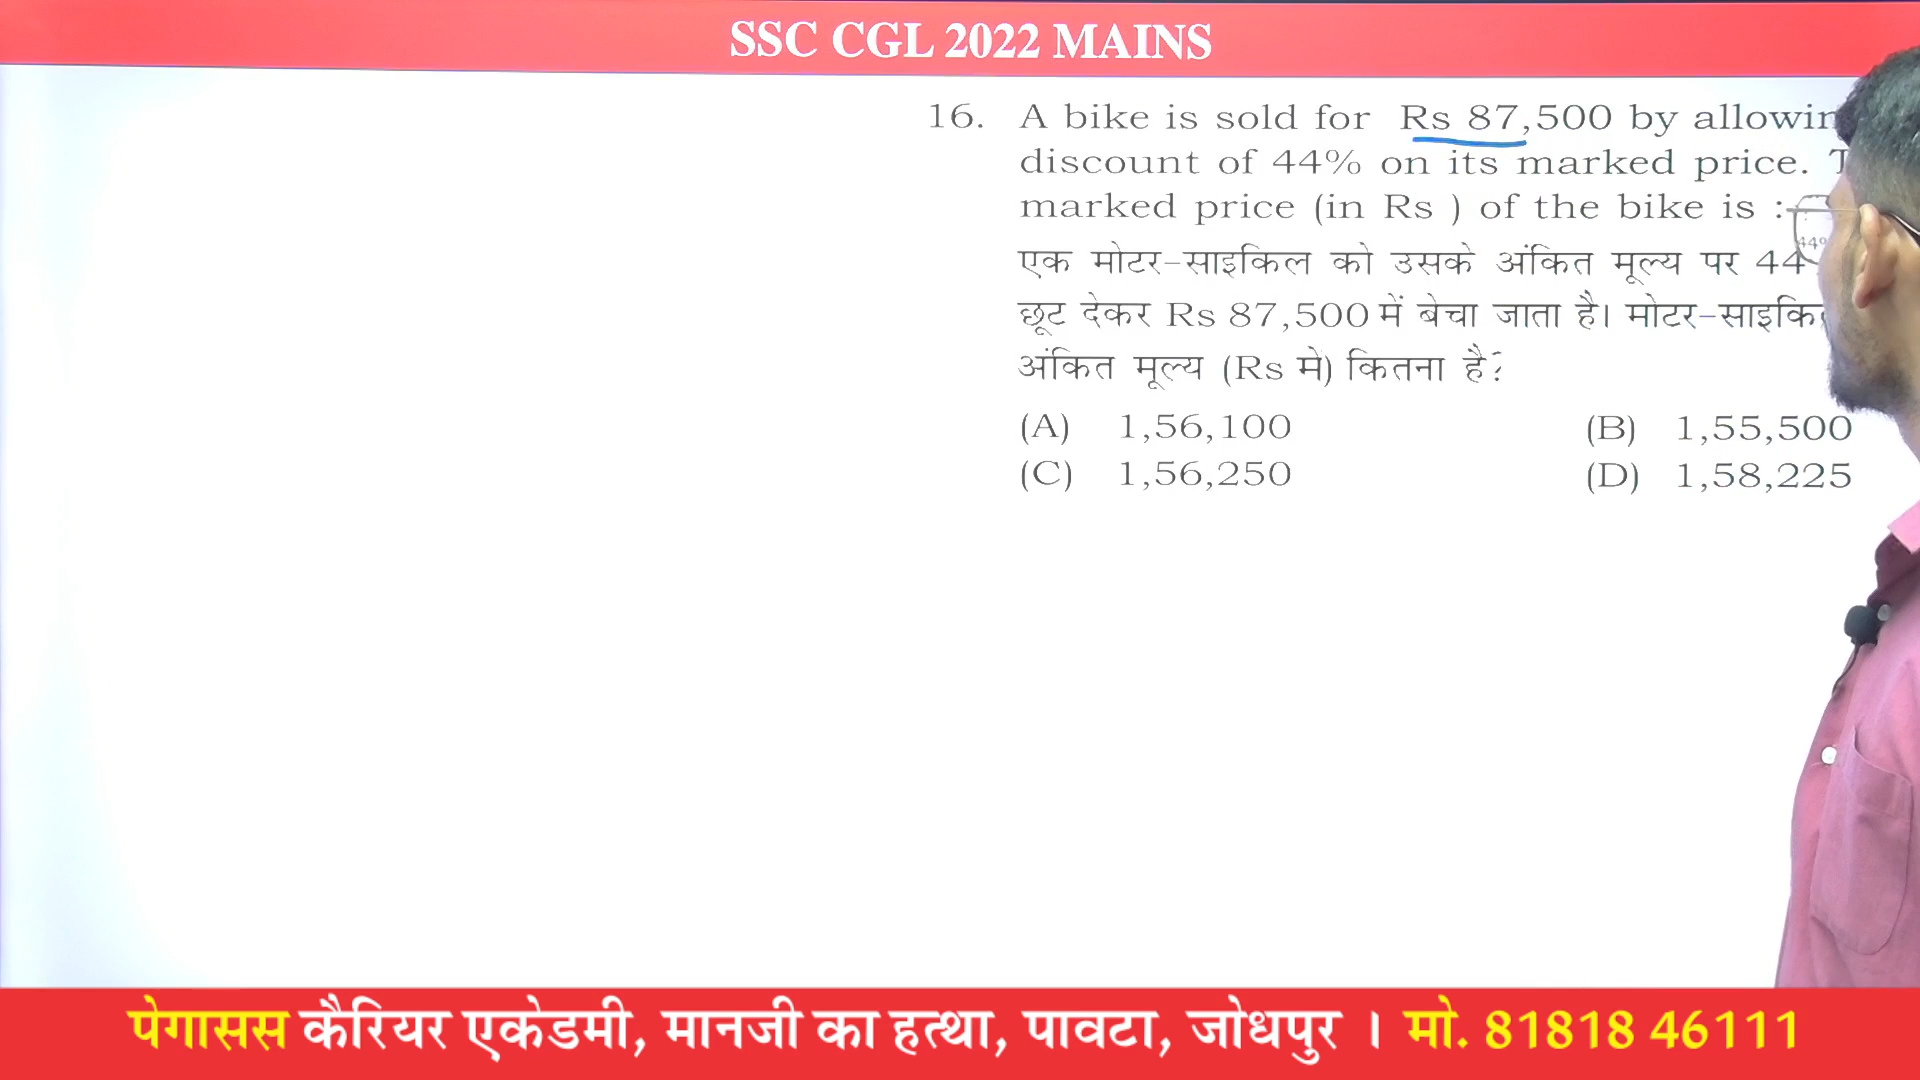 SSC CGL 2022 MAINS
16. A bike is sold for Rs 87,500 by
discount of 44% on its marked price.
marked price (in Rs ) of the bike is :-
एक मोटर-साइकिल को उसके अंकित मूल्य पर 44
छूट देकर Rs 87,500 में बेचा जाता है। मोटर-
अंकित मूल्य (Rs में) कितना है?
(A) 1,56,100 (B) 1,55,500
(C) 1,56,250 (D) 1,58,225
पेगासस कैरियर एकेडमी, मानजी का हत्था, पावटा, जोधपुर । मो. 81818 46111